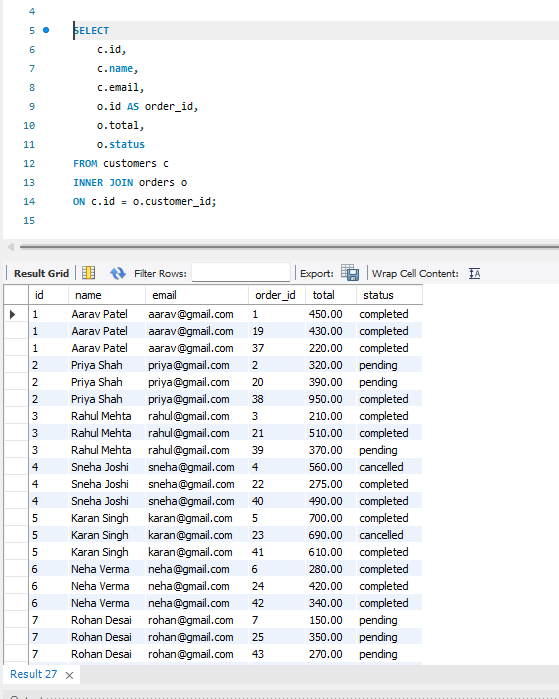 4
5 SELECT
6 c.id,
7 c.name,
8 c.email,
9 o.id AS order_id,
10 o.total,
11 o.status
12 FROM customers c
13 INNER JOIN orders o
14 ON c.id = o.customer_id;
15
Result Grid Filter Rows: Export: Wrap Cell Content: IA
id name email order_id total status
1 Aarav Patel aarav@gmail.com 1 450.00 completed
1 Aarav Patel aarav@gmail.com 19 430.00 completed
1 Aarav Patel aarav@gmail.com 37 220.00 completed
2 Priya Shah priya@gmail.com 2 320.00 pending
2 Priya Shah priya@gmail.com 20 390.00 pending
2 Priya Shah priya@gmail.com 38 950.00 completed
3 Rahul Mehta rahul@gmail.com 3 210.00 completed
3 Rahul Mehta rahul@gmail.com 21 510.00 completed
3 Rahul Mehta rahul@gmail.com 39 370.00 pending
4 Sneha Joshi sneha@gmail.com 4 560.00 cancelled
4 Sneha Joshi sneha@gmail.com 22 275.00 completed
4 Sneha Joshi sneha@gmail.com 40 490.00 completed
5 Karan Singh karan@gmail.com 5 700.00 completed
5 Karan Singh karan@gmail.com 23 690.00 cancelled
5 Karan Singh karan@gmail.com 41 610.00 completed
6 Neha Verma neha@gmail.com 6 280.00 completed
6 Neha Verma neha@gmail.com 24 420.00 completed
6 Neha Verma neha@gmail.com 42 340.00 completed
7 Rohan Desai rohan@gmail.com 7 150.00 pending
7 Rohan Desai rohan@gmail.com 25 350.00 pending
7 Rohan Desai rohan@gmail.com 43 270.00 pending
Result 27